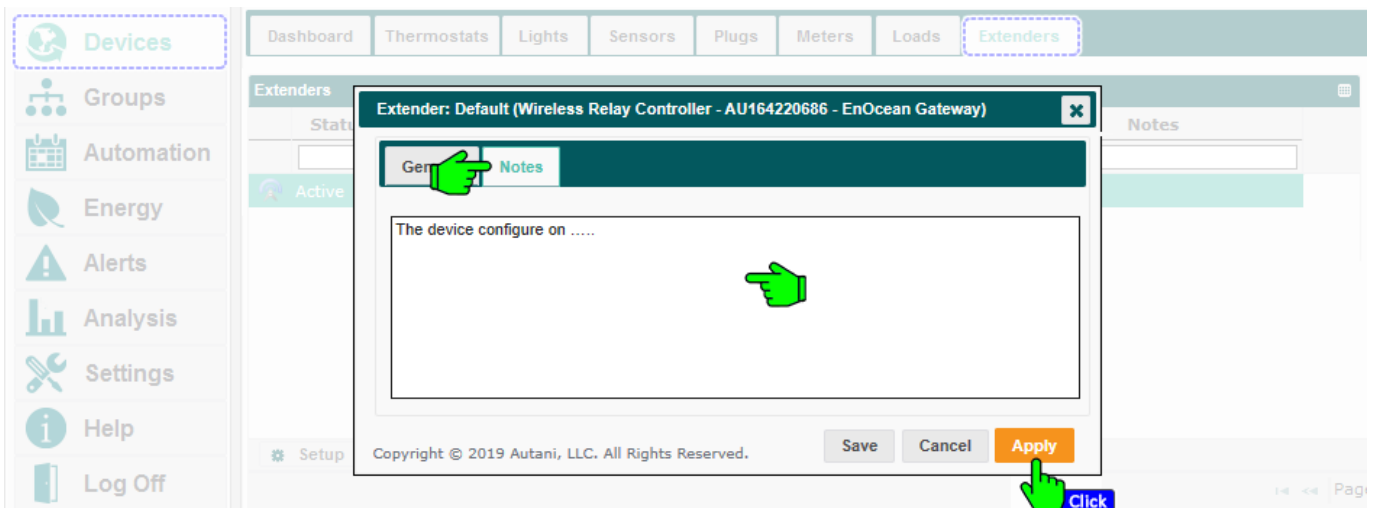 Devices
Groups
Automation
Energy
Alerts
Analysis
Settings
Help
Log Off
Dashboard Thermostats Lights Sensors Plugs Meters Loads Extenders
Extenders
Notes
Active
Extender: Default (Wireless Relay Controller - AU164220686 - EnOcean Gateway)
Notes
The device configure on …..
Copyright © 2019 Autani, LLC. All Rights Reserved.
Save Cancel Apply
Click
Setup